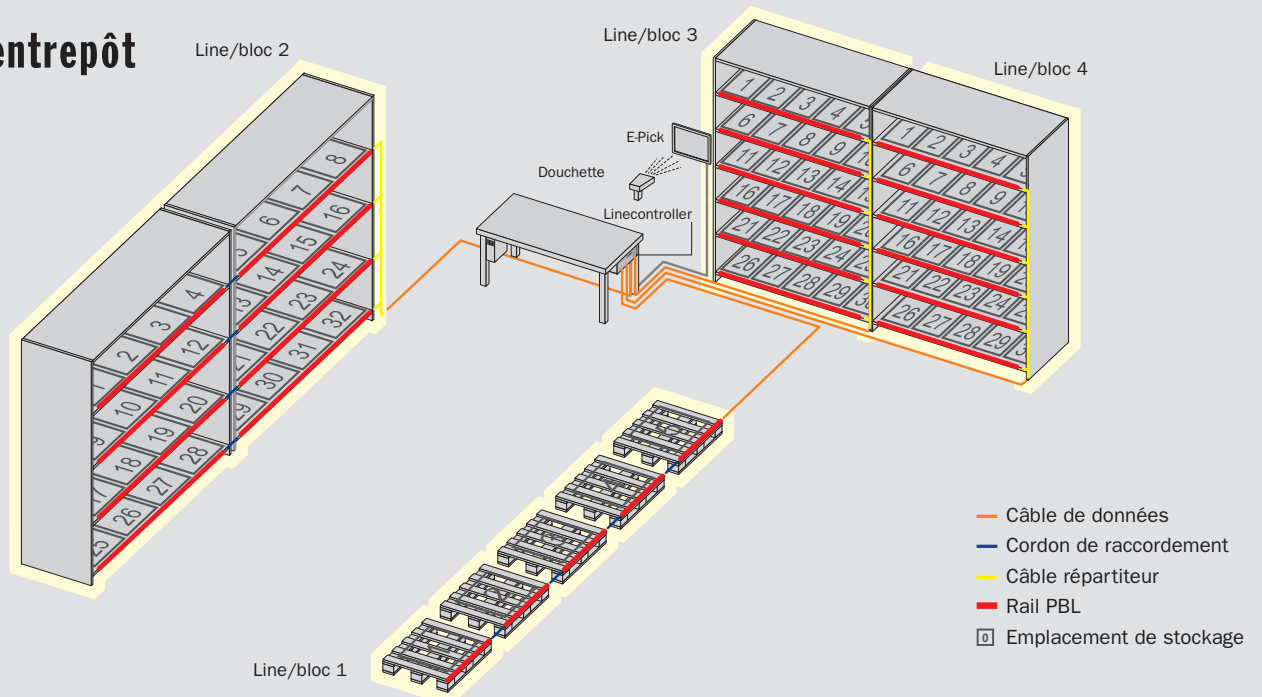 entrepôt
Line/bloc 2
2 3 4 5 6 7 8
9 10 11 12 14 15 16
18 19 20 22 23 24
25 26 27 28 29 30 31 32
Line/bloc 3
1 2 3 4 5
6 7 8 9
11 12 13 14
16 17 18 19
21 22 23 24
26 27 28 29
Line/bloc 4
1 2 3 4
6 7 8 9
11 12 13 14
16 17 18 19
21 22 23 24
26 27 28 29
E-Pick
Douchette
Linecontroller
Line/bloc 1
Câble de données
Cordon de raccordement
Câble répartiteur
Rail PBL
0 Emplacement de stockage